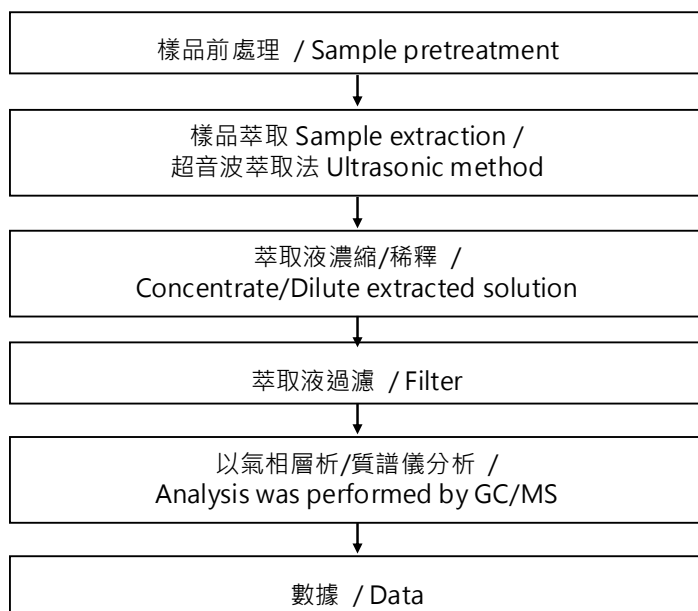 樣品前處理 / Sample pretreatment
樣品萃取 Sample extraction /
超音波萃取法 Ultrasonic method
萃取液濃縮/稀釋 /
Concentrate/Dilute extracted solution
萃取液過濾 / Filter
以氣相層析/質譜儀分析 /
Analysis was performed by GC/MS
數據 / Data